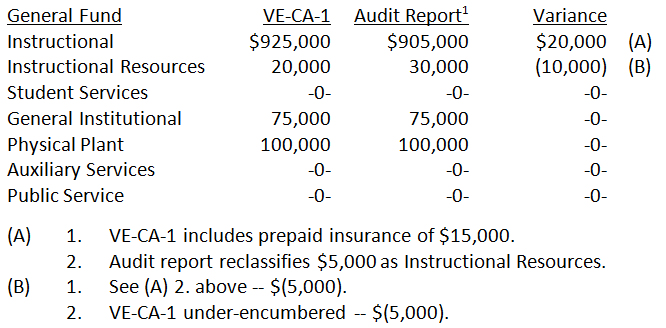 General Fund VE-CA-1 Audit Report¹ Variance
Instructional $925,000 $905,000 $20,000 (A)
Instructional Resources 20,000 30,000 (10,000) (B)
Student Services -0- -0- -0-
General Institutional 75,000 75,000 -0-
Physical Plant 100,000 100,000 -0-
Auxiliary Services -0- -0- -0-
Public Service -0- -0- -0-
(A) 1. VE-CA-1 includes prepaid insurance of $15,000.
2. Audit report reclassifies $5,000 as Instructional Resources.
(B) 1. See (A) 2. above -- $(5,000).
2. VE-CA-1 under-encumbered -- $(5,000).